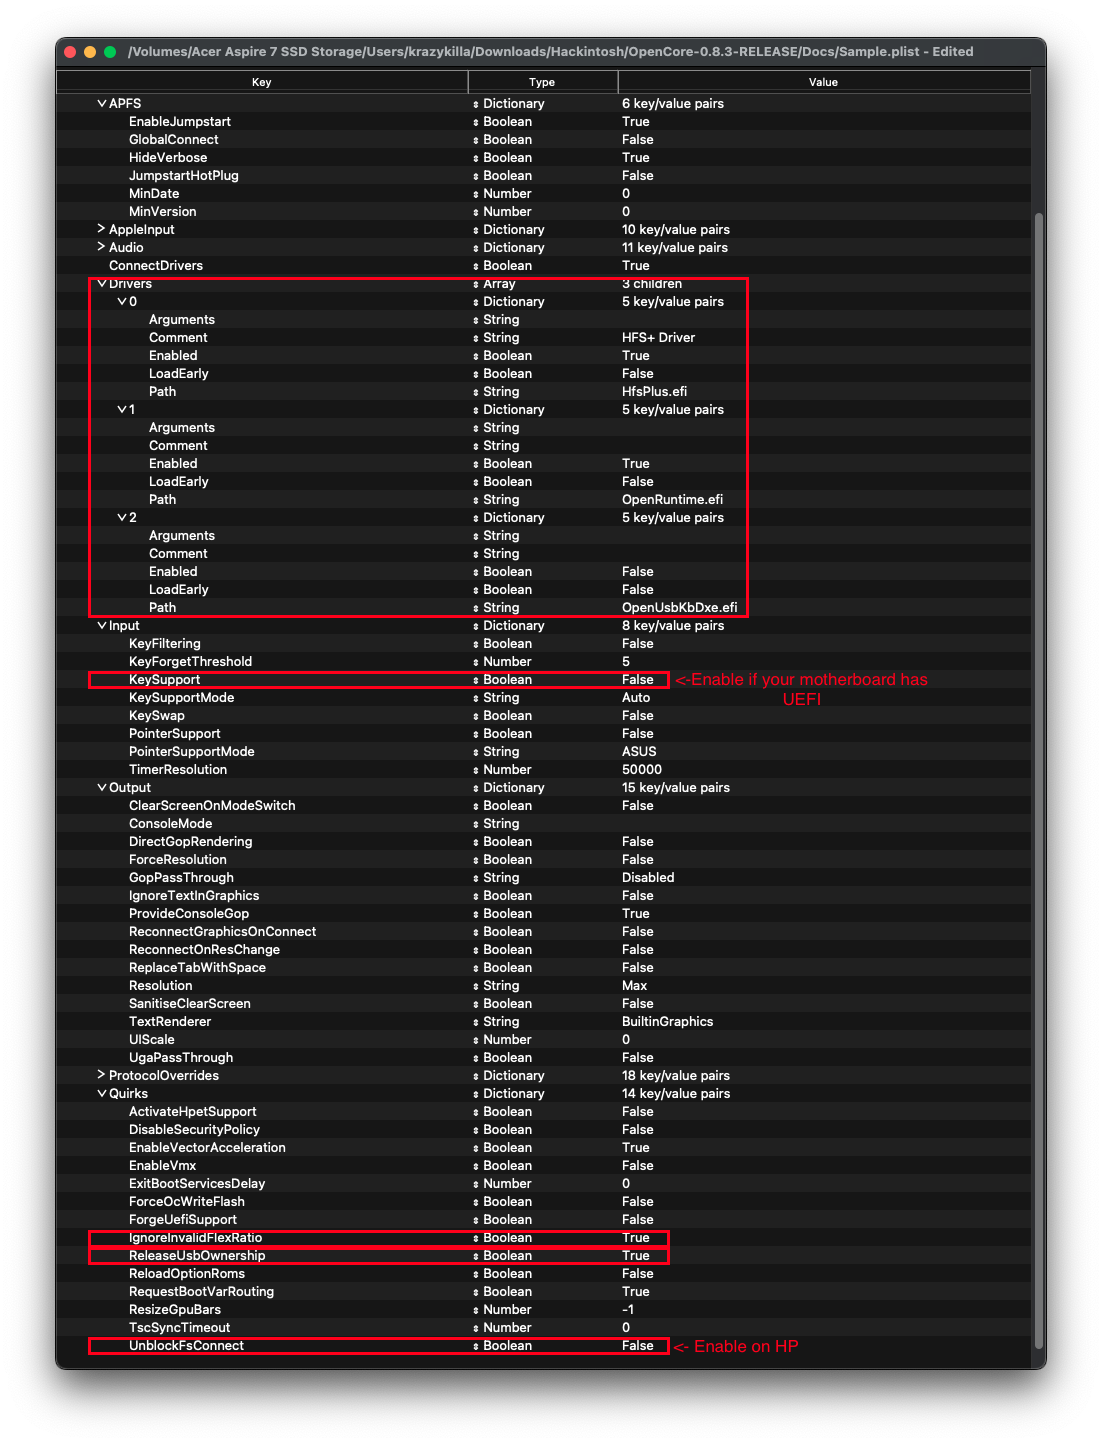 /Volumes/Acer Aspire 7 SSD Storage/Users/krazykilla/Downloads/Hackintosh/OpenCore-0.8.3-RELEASE/Docs/Sample.plist - Edited
Key Type Value
APFS Dictionary 6 key/value pairs
EnableJumpstart Boolean True
GlobalConnect Boolean False
HideVerbose Boolean True
JumpstartHotPlug Boolean False
MinDate Number 0
MinVersion Number 0
AppleInput Dictionary 10 key/value pairs
Audio Dictionary 11 key/value pairs
ConnectDrivers Boolean True
Drivers Array 3 children
0 Dictionary 5 key/value pairs
Arguments String
Comment String HFS+ Driver
Enabled Boolean True
LoadEarly Boolean False
Path String HfsPlus.efi
1 Dictionary 5 key/value pairs
Arguments String
Comment String
Enabled Boolean True
LoadEarly Boolean False
Path String OpenRuntime.efi
2 Dictionary 5 key/value pairs
Arguments String
Comment String
Enabled Boolean False
LoadEarly Boolean False
Path String OpenUsbKbDxe.efi
Input Dictionary 8 key/value pairs
KeyFiltering Boolean False
KeyForgetThreshold Number 5
KeySupport Boolean False <-Enable if your motherboard has
UEFI
KeySupportMode String Auto
KeySwap Boolean False
PointerSupport Boolean False
PointerSupportMode String ASUS
TimerResolution Number 50000
Output Dictionary 15 key/value pairs
ClearScreenOnModeSwitch Boolean False
ConsoleMode String
DirectGopRendering Boolean False
ForceResolution Boolean False
GopPassThrough String Disabled
IgnoreTextInGraphics Boolean False
ProvideConsoleGop Boolean True
ReconnectGraphicsOnConnect Boolean False
ReconnectOnResChange Boolean False
ReplaceTabWithSpace Boolean False
Resolution String Max
SanitiseClearScreen Boolean False
TextRenderer String BuiltinGraphics
UIScale Number 0
UgaPassThrough Boolean False
ProtocolOverrides Dictionary 18 key/value pairs
Quirks Dictionary 14 key/value pairs
ActivateHpetSupport Boolean False
DisableSecurityPolicy Boolean False
EnableVectorAcceleration Boolean True
EnableVmx Boolean False
ExitBootServicesDelay Number 0
ForceOcWriteFlash Boolean False
ForgeUefiSupport Boolean False
IgnoreInvalidFlexRatio Boolean True
ReleaseUsbOwnership Boolean True
ReloadOptionRoms Boolean False
RequestBootVarRouting Boolean True
ResizeGpuBars Number -1
TscSyncTimeout Number 0
UnblockFsConnect Boolean False <- Enable on HP